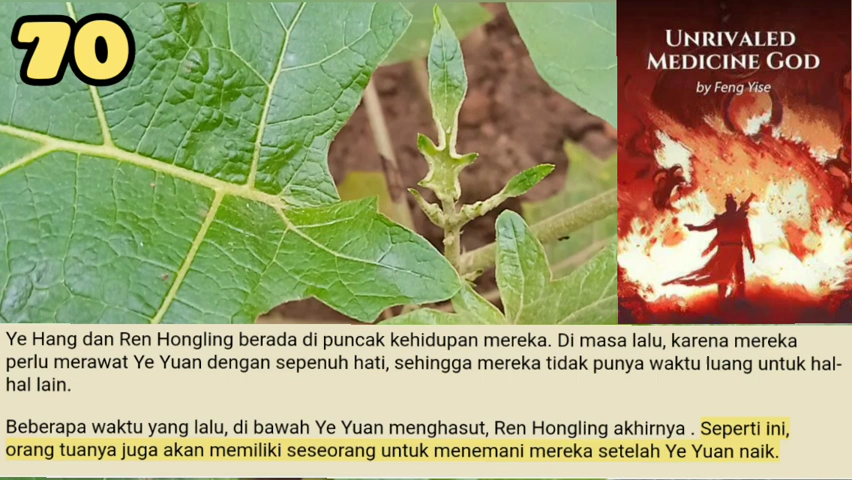 70
UNRIVALED
MEDICINE GOD
by Feng Yise
Ye Hang dan Ren Hongling berada di puncak kehidupan mereka. Di masa lalu, karena mereka
perlu merawat Ye Yuan dengan sepenuh hati, sehingga mereka tidak punya waktu luang untuk hal-
hal lain.
Beberapa waktu yang lalu, di bawah Ye Yuan menghasut, Ren Hongling akhirnya . Seperti ini,
orang tuanya juga akan memiliki seseorang untuk menemani mereka setelah Ye Yuan naik.